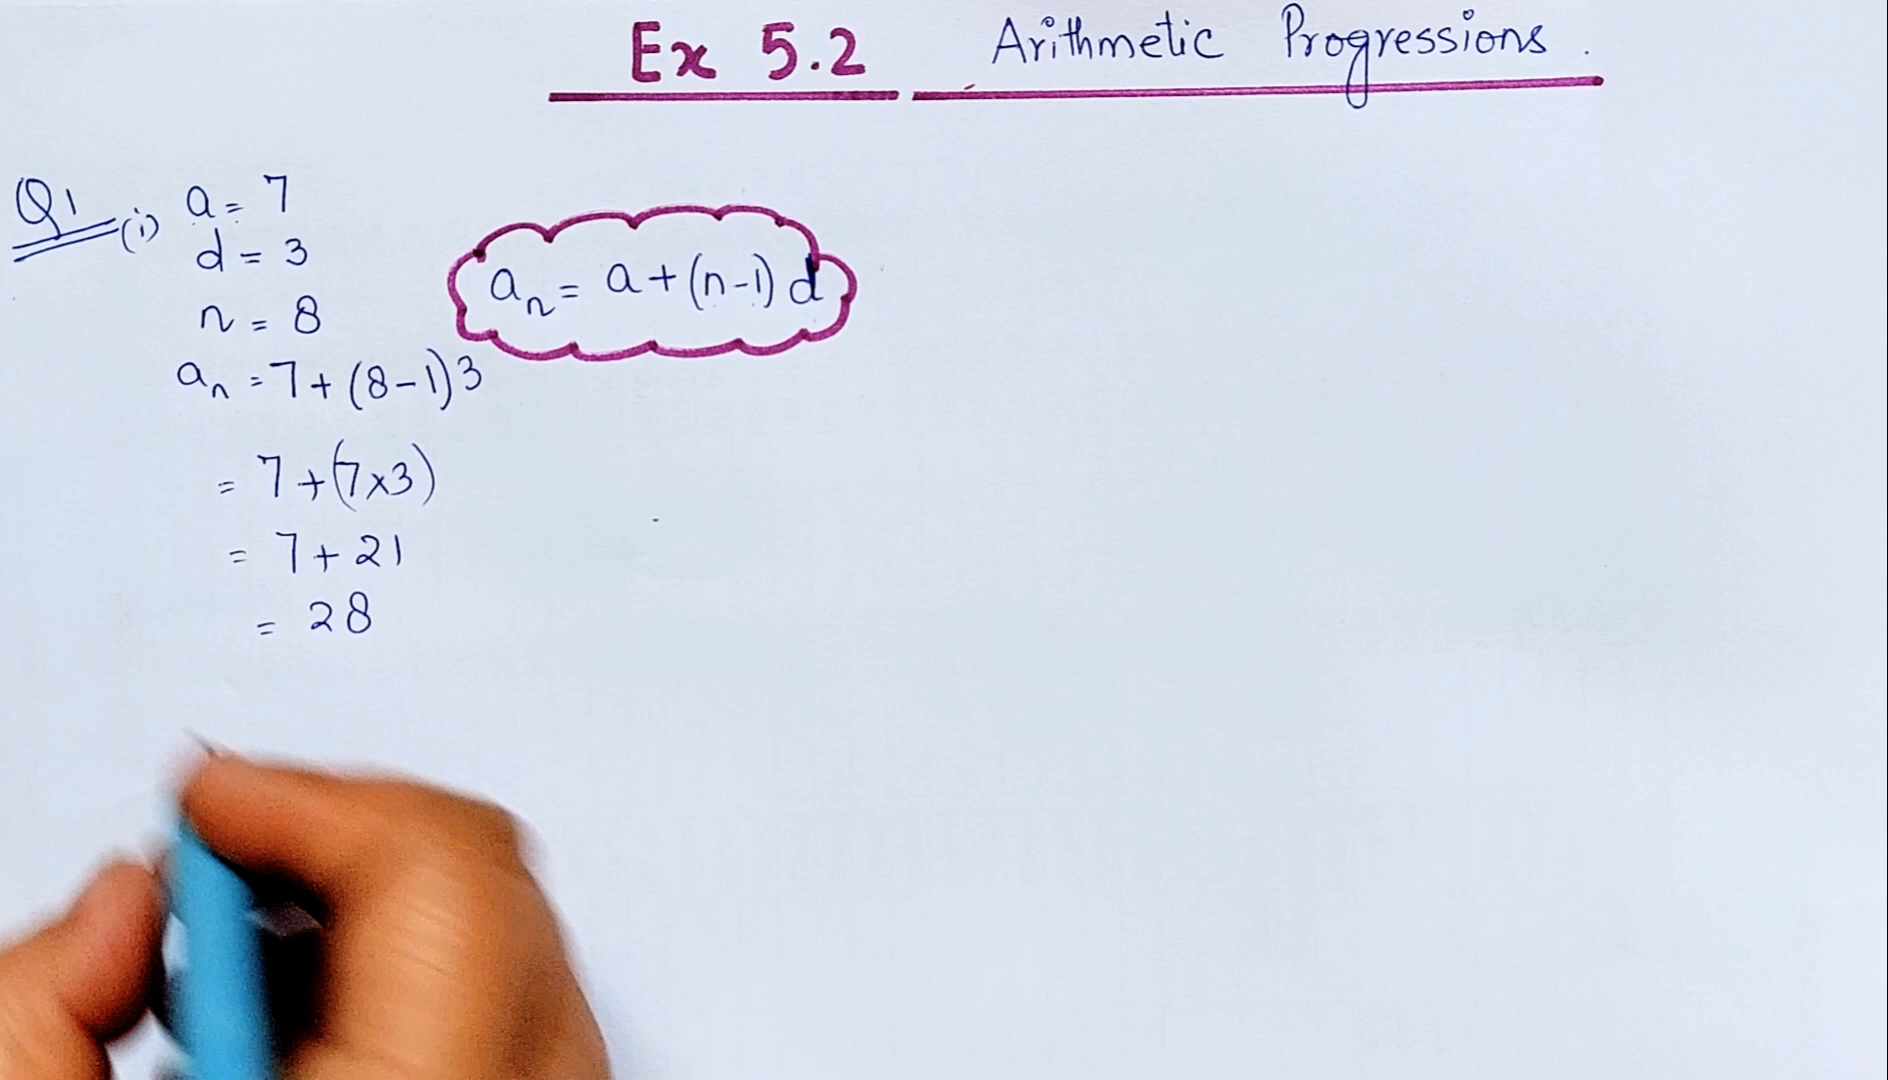 Ex 5.2 Arithmetic Progressions.
Q1 (i) a = 7
d = 3
n = 8
aₙ = a + (n-1) d
aₙ = 7 + (8-1) 3
= 7 + (7x3)
= 7 + 21
= 28